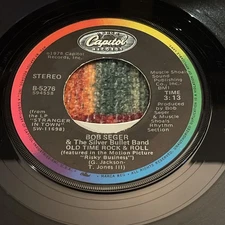 Capitol
©1978 Capitol Records, Inc.
STEREO
B-5276
(from the LP "STRANGER IN TOWN" SW-11698)
Muscle Shoals Sound Publishing Co., Inc. BMI
TIME 3:13
Produced by Bob Seger & Muscle Shoals Rhythm Section
BOB SEGER
& The Silver Bullet Band
OLD TIME ROCK & ROLL
(featured in the Motion Picture
"Risky Business")
(G. Jackson-
T. Jones III)